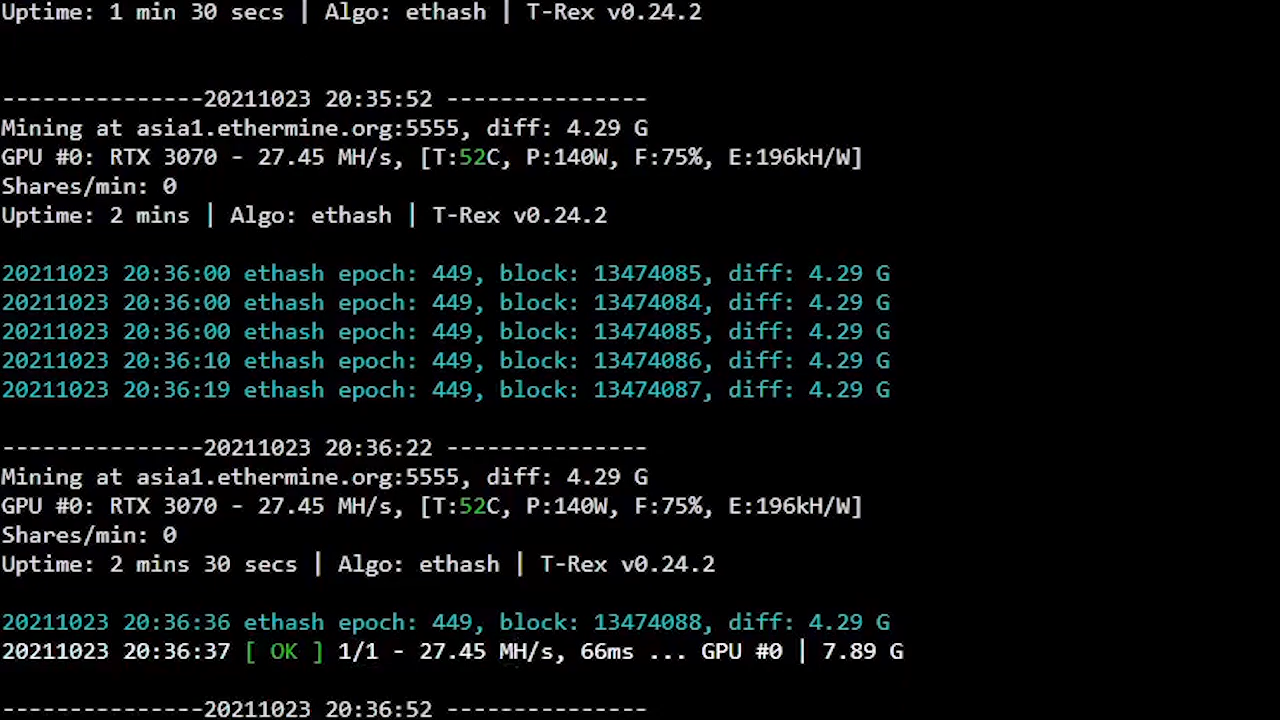 Uptime: 1 min 30 secs | Algo: ethash | T-Rex v0.24.2
---------------20211023 20:35:52 ---------------
Mining at asia1.ethermine.org:5555, diff: 4.29 G
GPU #0: RTX 3070 - 27.45 MH/s, [T:52C, P:140W, F:75%, E:196kH/W]
Shares/min: 0
Uptime: 2 mins | Algo: ethash | T-Rex v0.24.2
20211023 20:36:00 ethash epoch: 449, block: 13474085, diff: 4.29 G
20211023 20:36:00 ethash epoch: 449, block: 13474084, diff: 4.29 G
20211023 20:36:00 ethash epoch: 449, block: 13474085, diff: 4.29 G
20211023 20:36:10 ethash epoch: 449, block: 13474086, diff: 4.29 G
20211023 20:36:19 ethash epoch: 449, block: 13474087, diff: 4.29 G
---------------20211023 20:36:22 ---------------
Mining at asia1.ethermine.org:5555, diff: 4.29 G
GPU #0: RTX 3070 - 27.45 MH/s, [T:52C, P:140W, F:75%, E:196kH/W]
Shares/min: 0
Uptime: 2 mins 30 secs | Algo: ethash | T-Rex v0.24.2
20211023 20:36:36 ethash epoch: 449, block: 13474088, diff: 4.29 G
20211023 20:36:37 [ OK ] 1/1 - 27.45 MH/s, 66ms ... GPU #0 | 7.89 G
---------------20211023 20:36:52 ---------------